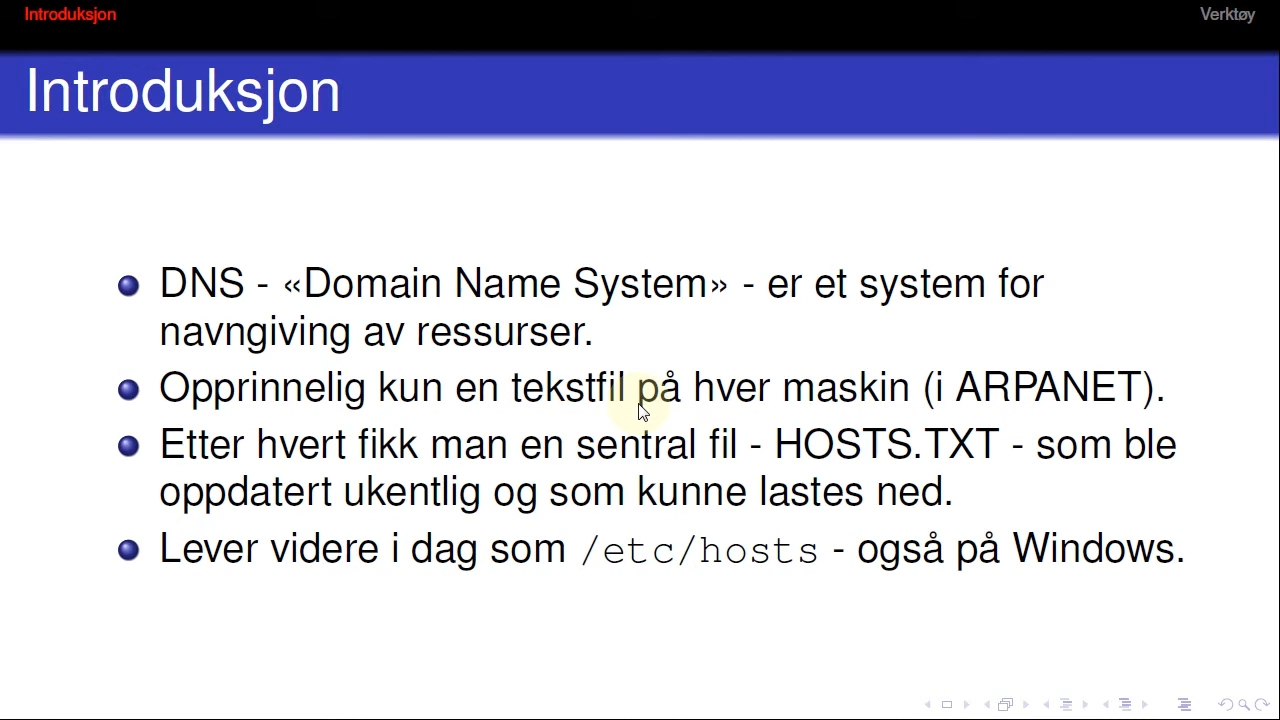 Introduksjon
Verktøy
Introduksjon
DNS - «Domain Name System» - er et system for
navngiving av ressurser.
Opprinnelig kun en tekstfil på hver maskin (i ARPANET).
Etter hvert fikk man en sentral fil - HOSTS.TXT - som ble
oppdatert ukentlig og som kunne lastes ned.
Lever videre i dag som /etc/hosts - også på Windows.